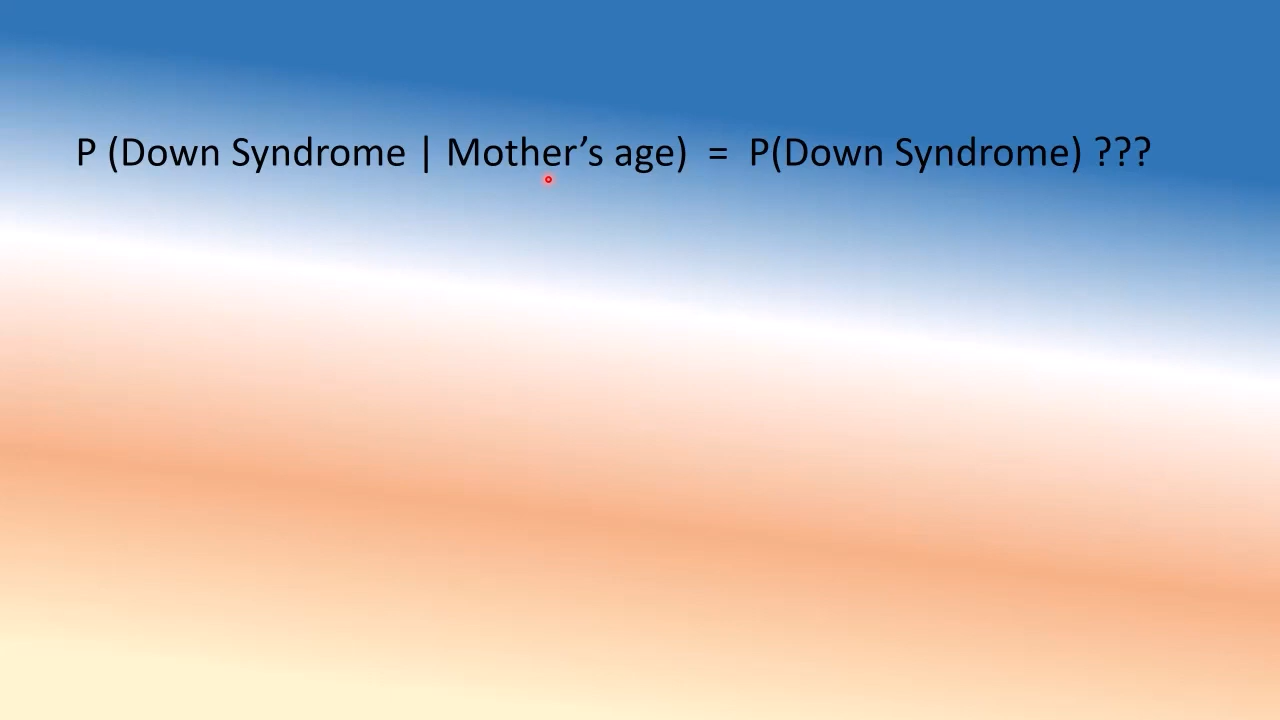 P (Down Syndrome | Mother’s age)  =  P(Down Syndrome) ???